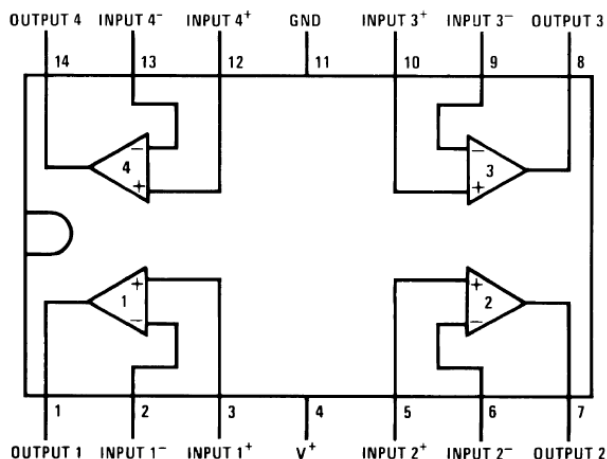 OUTPUT 4 INPUT 4⁻ INPUT 4⁺ GND INPUT 3⁺ INPUT 3⁻ OUTPUT 3
14 13 12 11 10 9 8
− −
4 3
+ +
+ +
1 2
− −
1 2 3 4 5 6 7
OUTPUT 1 INPUT 1⁻ INPUT 1⁺ V⁺ INPUT 2⁺ INPUT 2⁻ OUTPUT 2